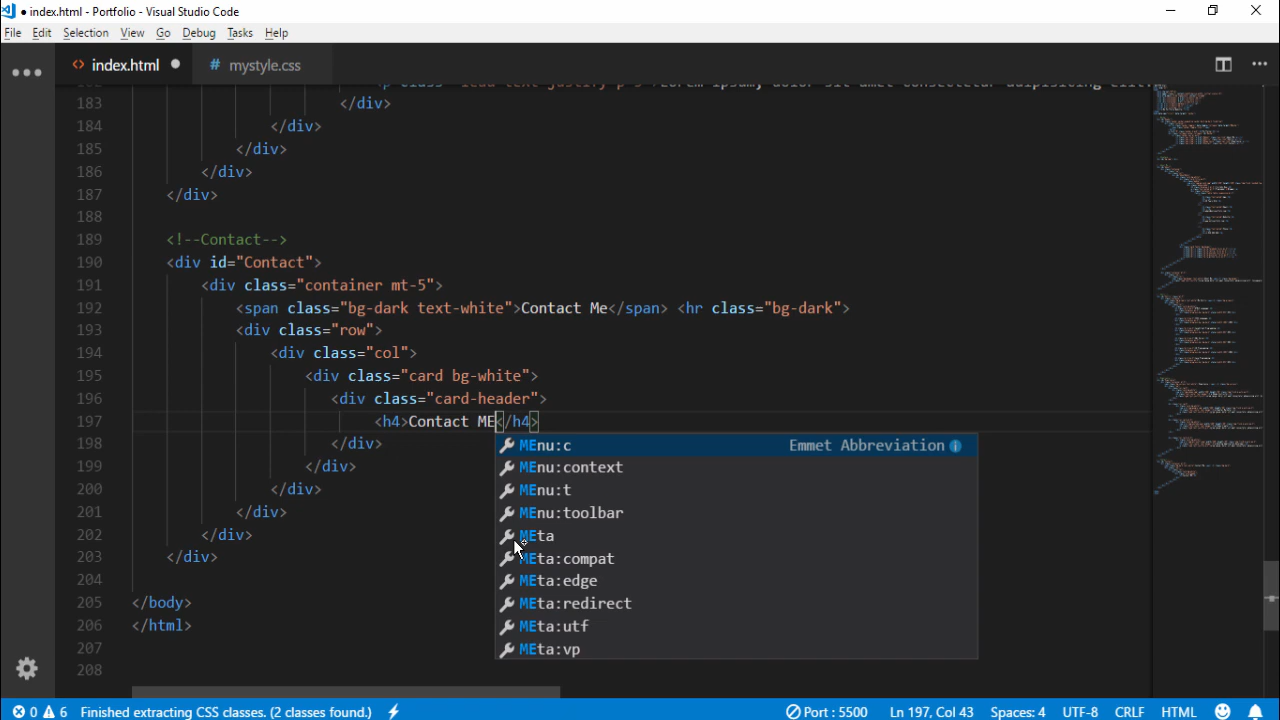 ● index.html - Portfolio - Visual Studio Code
File Edit Selection View Go Debug Tasks Help
<> index.html ● # mystyle.css
183 </div>
184 </div>
185 </div>
186 </div>
187 </div>
188
189 <!--Contact-->
190 <div id="Contact">
191 <div class="container mt-5">
192 <span class="bg-dark text-white">Contact Me</span> <hr class="bg-dark">
193 <div class="row">
194 <div class="col">
195 <div class="card bg-white">
196 <div class="card-header">
197 <h4>Contact ME</h4>
198 </div>
199 </div>
200 </div>
201 </div>
202 </div>
203 </div>
204
205 </body>
206 </html>
207
208
MEnu:c Emmet Abbreviation
MEnu:context
MEnu:t
MEnu:toolbar
MEta
MEta:compat
MEta:edge
MEta:redirect
MEta:utf
MEta:vp
0 6 Finished extracting CSS classes. (2 classes found.) Port : 5500 Ln 197, Col 43 Spaces: 4 UTF-8 CRLF HTML